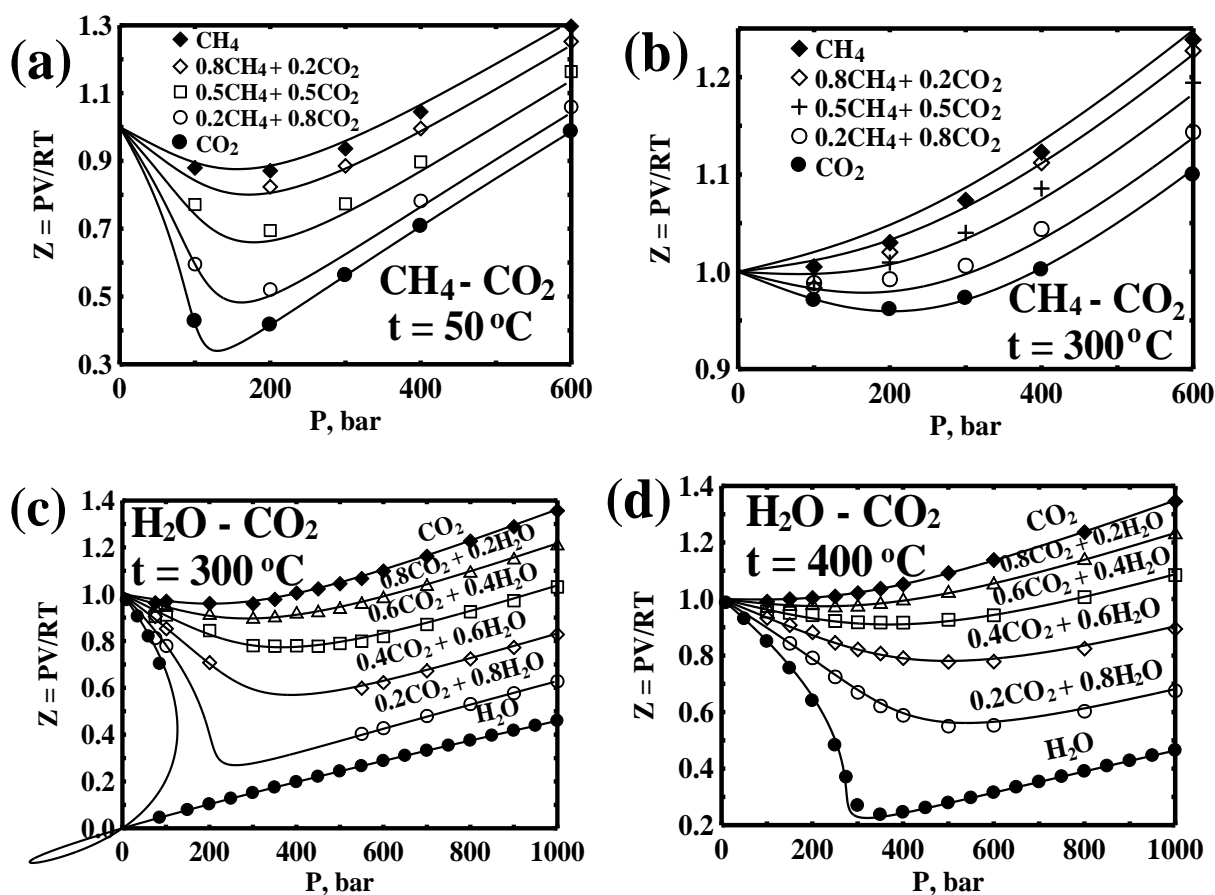 (a)
1.3
1.1
0.9
0.7
0.5
0.3
Z = PV/RT
CH₄
0.8CH₄ + 0.2CO₂
0.5CH₄ + 0.5CO₂
0.2CH₄ + 0.8CO₂
CO₂
CH₄ - CO₂
t = 50 °C
0 200 400 600
P, bar
(b)
1.2
1.1
1.0
0.9
Z = PV/RT
CH₄
0.8CH₄ + 0.2CO₂
0.5CH₄ + 0.5CO₂
0.2CH₄ + 0.8CO₂
CO₂
CH₄ - CO₂
t = 300 °C
0 200 400 600
P, bar
(c)
1.4
1.2
1.0
0.8
0.6
0.4
0.2
0.0
Z = PV/RT
H₂O - CO₂
t = 300 °C
CO₂
0.8CO₂ + 0.2H₂O
0.6CO₂ + 0.4H₂O
0.4CO₂ + 0.6H₂O
0.2CO₂ + 0.8H₂O
H₂O
0 200 400 600 800 1000
P, bar
(d)
1.4
1.2
1.0
0.8
0.6
0.4
0.2
Z = PV/RT
H₂O - CO₂
t = 400 °C
CO₂
0.8CO₂ + 0.2H₂O
0.6CO₂ + 0.4H₂O
0.4CO₂ + 0.6H₂O
0.2CO₂ + 0.8H₂O
H₂O
0 200 400 600 800 1000
P, bar